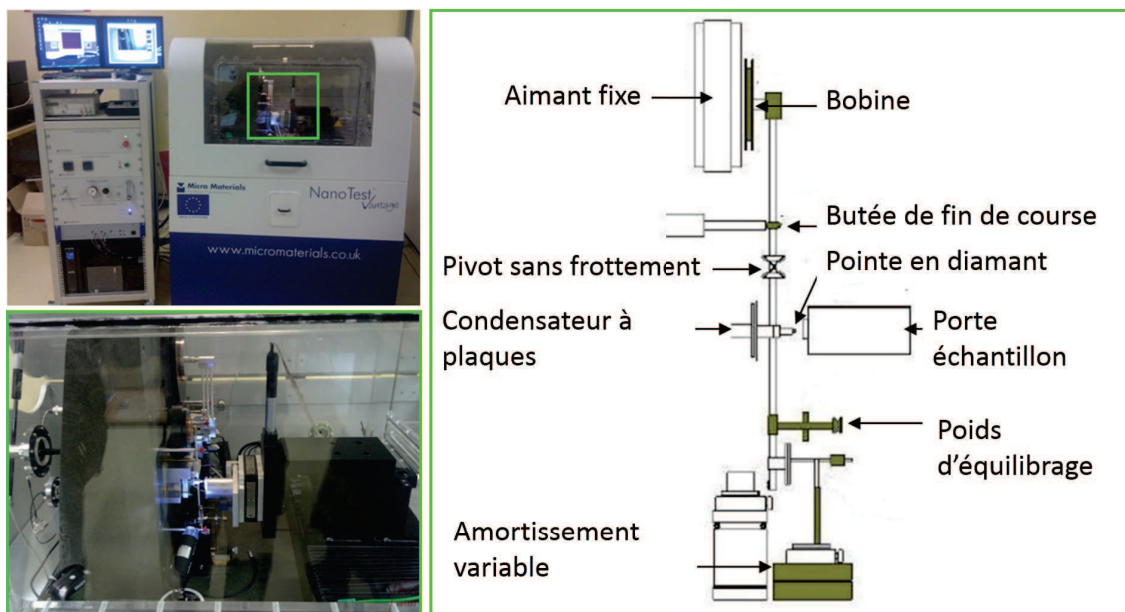 Micro Materials
NanoTest
Vantage
www.micromaterials.co.uk
Aimant fixe
Bobine
Butée de fin de course
Pivot sans frottement
Pointe en diamant
Condensateur à
plaques
Porte
échantillon
Poids
d'équilibrage
Amortissement
variable